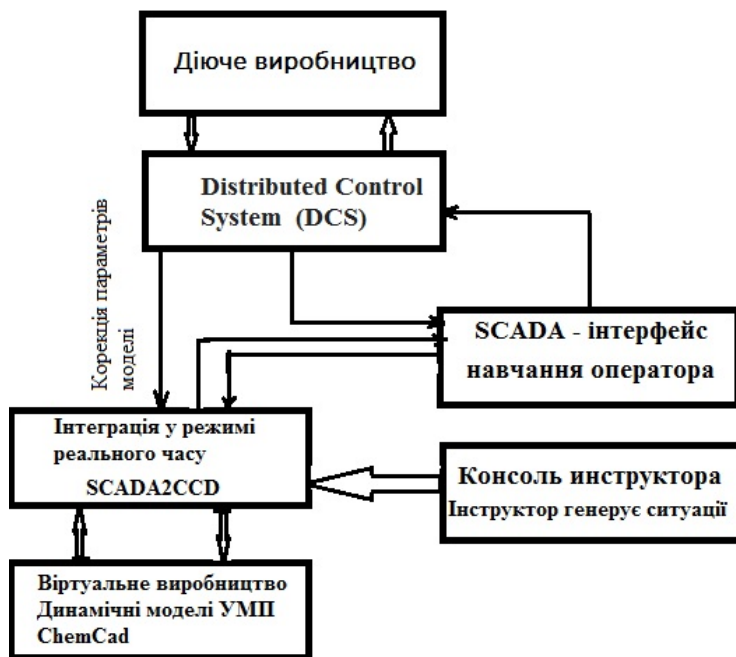 Діюче виробництво
Distributed Control
System (DCS)
Корекція параметрів
моделі
SCADA - інтерфейс
навчання оператора
Інтеграція у режимі
реального часу
SCADA2CCD
Консоль инструктора
Інструктор генерує ситуації
Віртуальне виробництво
Динамічні моделі УМП
ChemCad